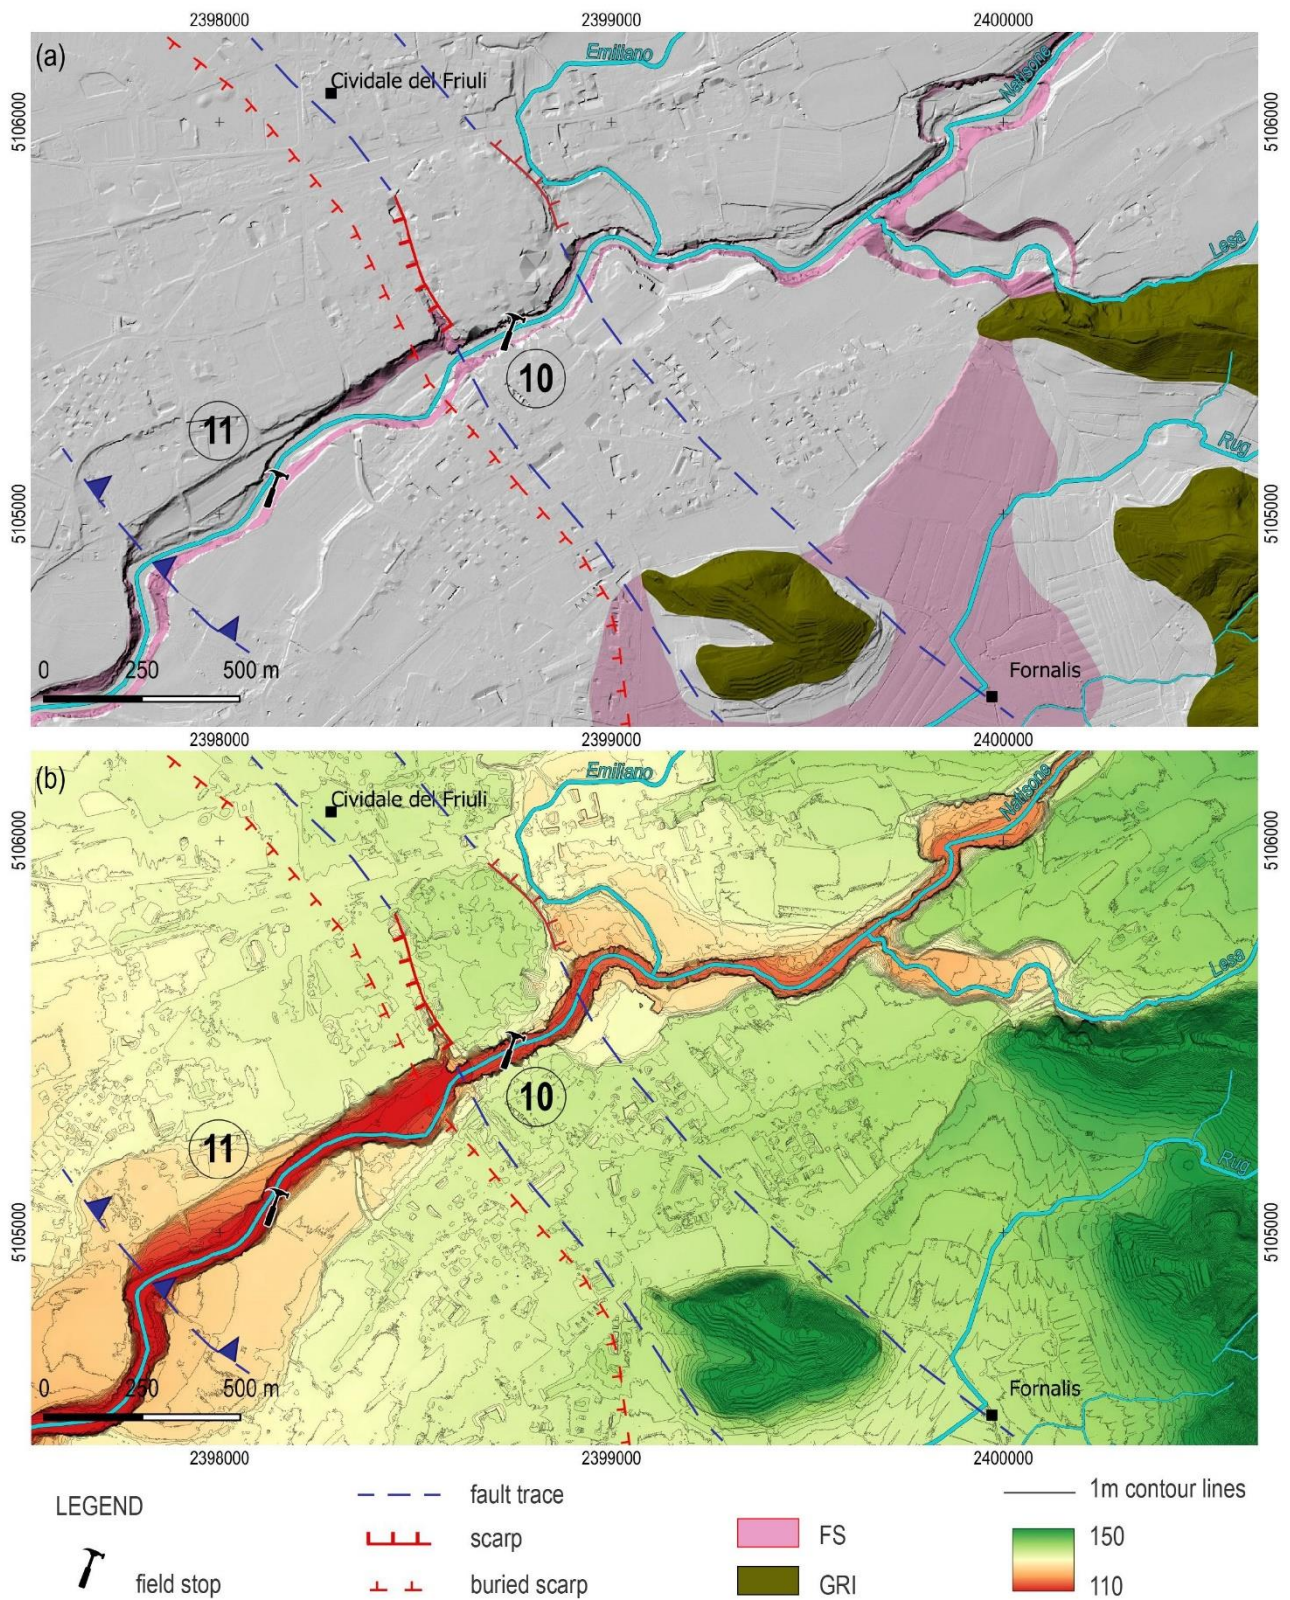 2398000 2399000 2400000
(a)
Emiliano
Natisone
Cividale del Friuli
5106000 5106000
Lesa
10
11
Rug
5105000 5105000
Fornalis
0 250 500 m
2398000 2399000 2400000
(b)
Emiliano
Natisone
Cividale del Friuli
5106000 5106000
Lesa
10
11
Rug
5105000 5105000
Fornalis
0 250 500 m
2398000 2399000 2400000
LEGEND
field stop
fault trace
scarp
buried scarp
FS
GRI
1m contour lines
150
110